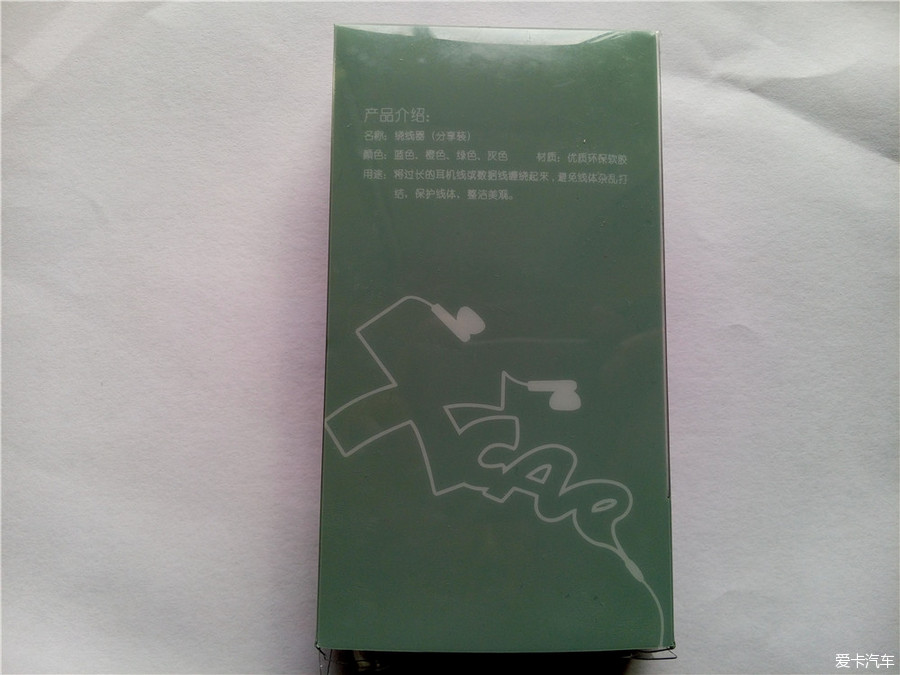 产品介绍:
名称: 绕线器 (分享装)
颜色: 蓝色、橙色、绿色、灰色 材质: 优质环保软胶
用途: 将过长的耳机线或数据线缠绕起来、避免线体杂乱打
结、保护线体、整洁美观。
爱卡汽车